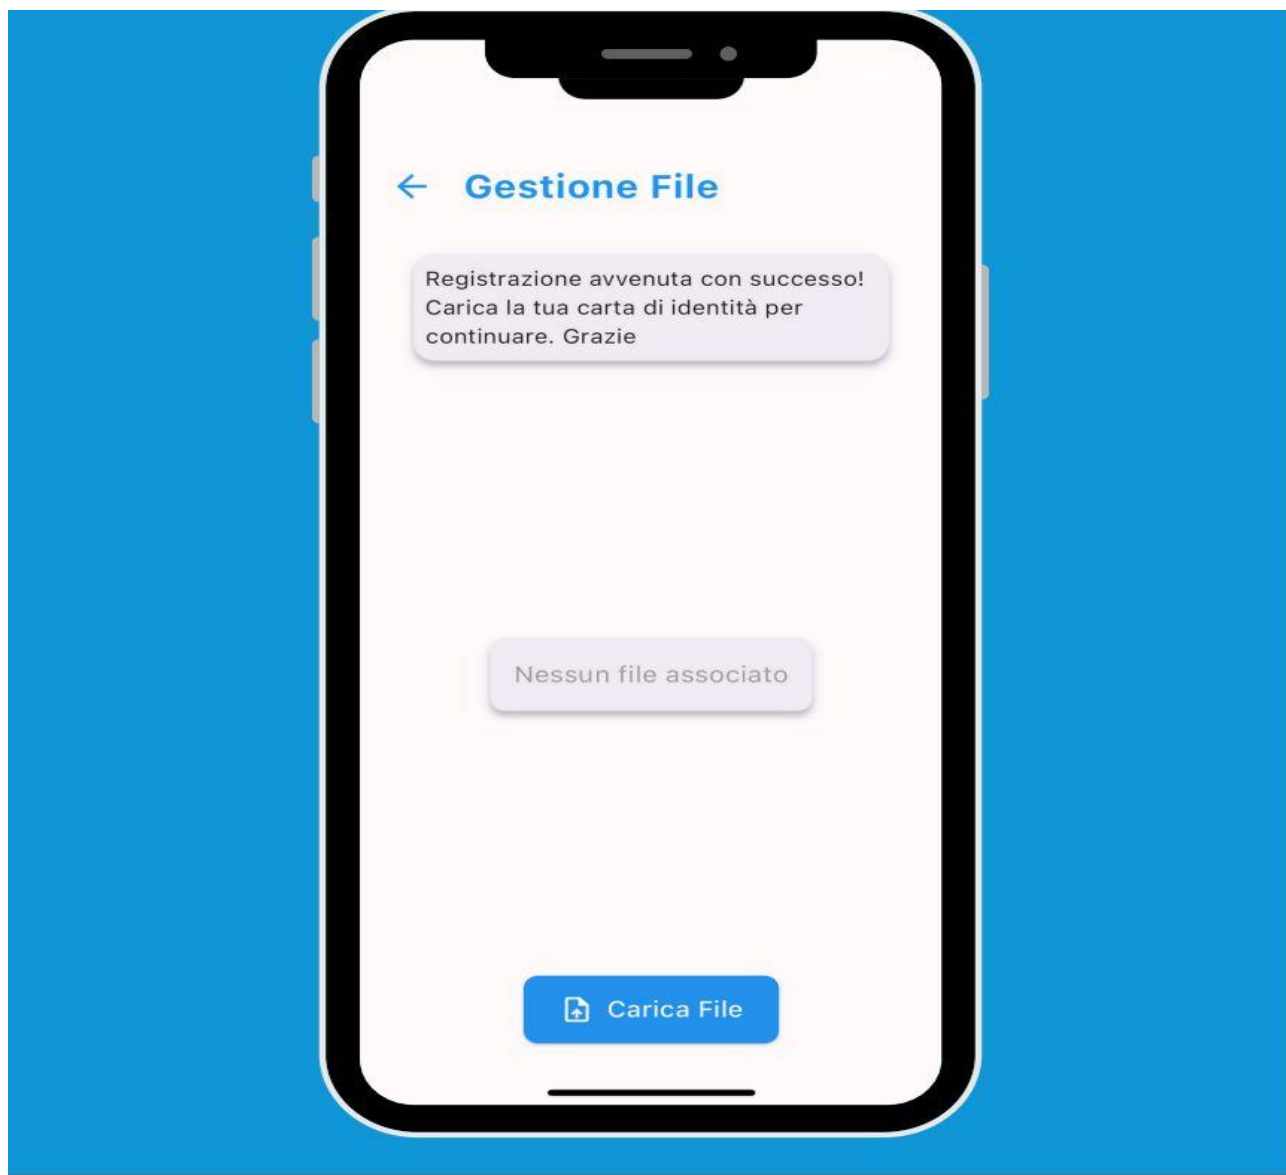 Gestione File
Registrazione avvenuta con successo!
Carica la tua carta di identità per
continuare. Grazie
Nessun file associato
Carica File